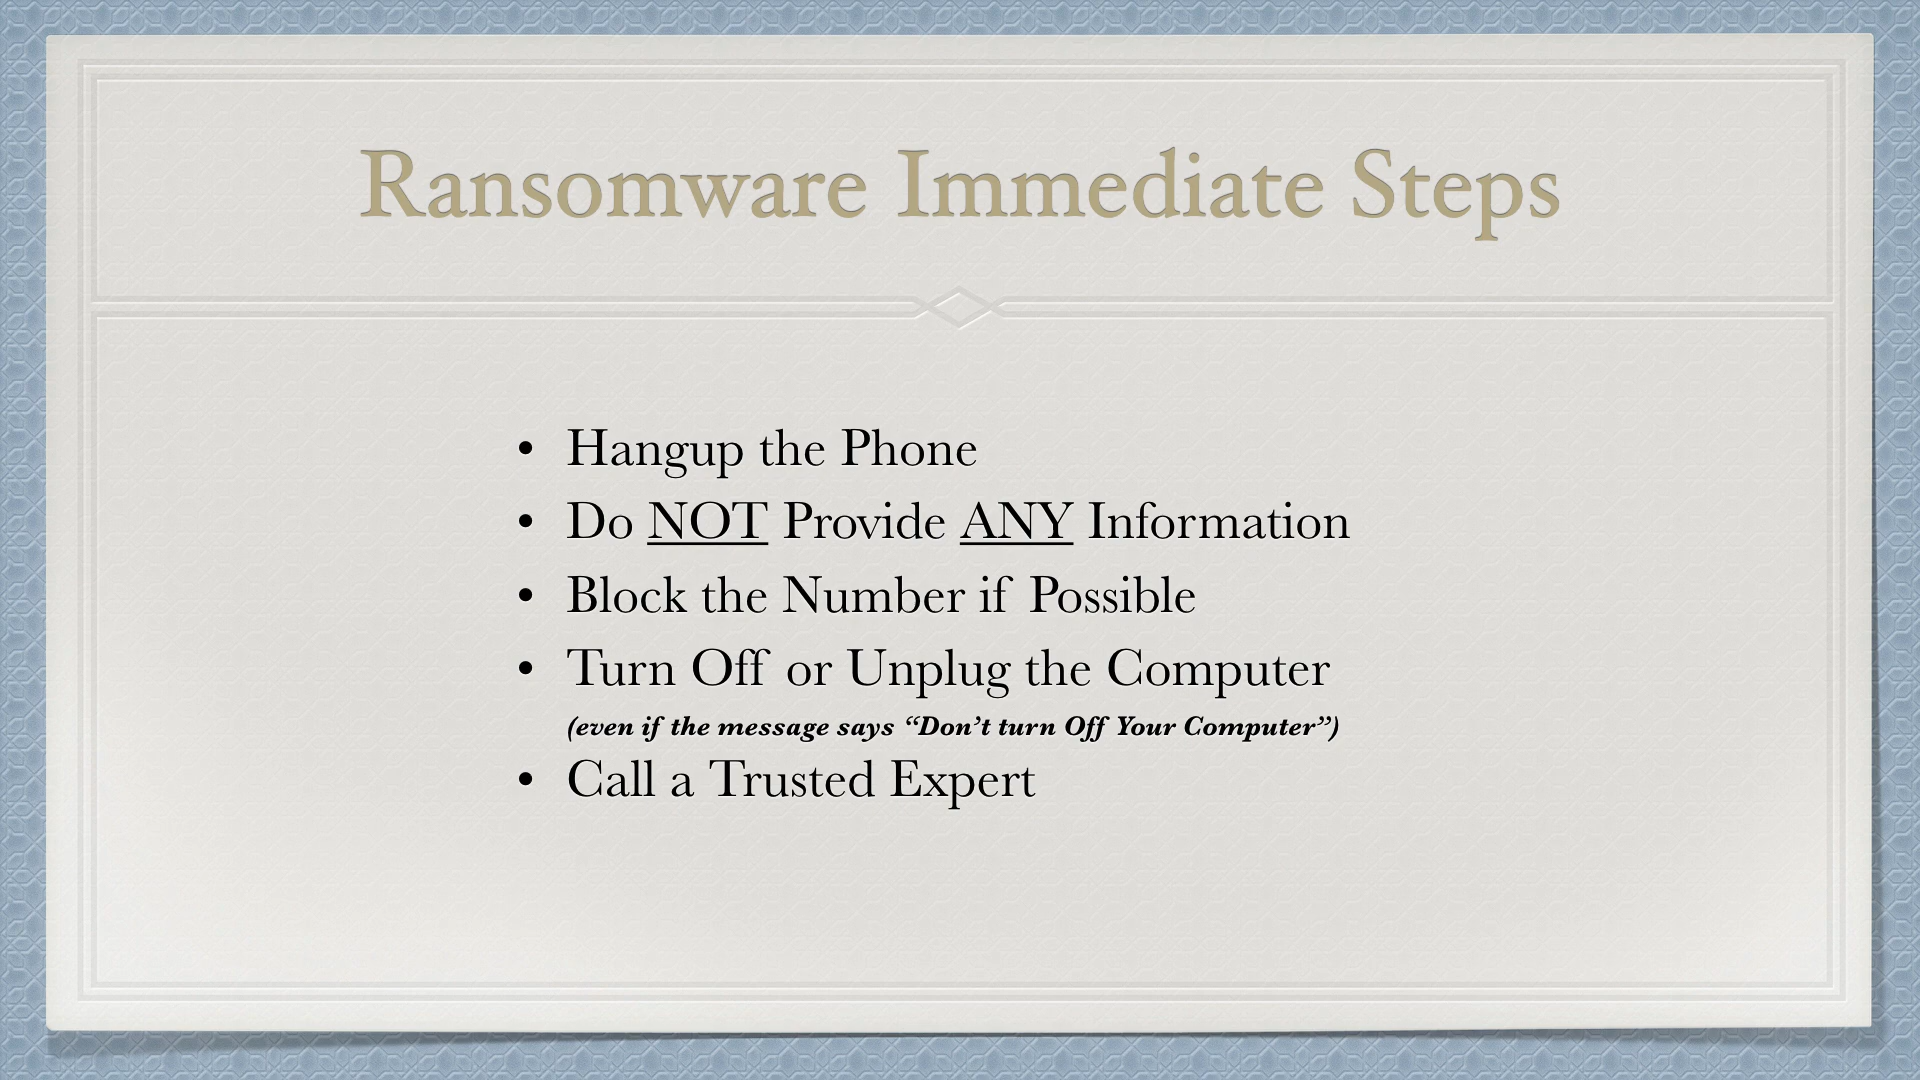 Ransomware Immediate Steps
• Hangup the Phone
• Do NOT Provide ANY Information
• Block the Number if Possible
• Turn Off or Unplug the Computer
(even if the message says “Don’t turn Off Your Computer”)
• Call a Trusted Expert